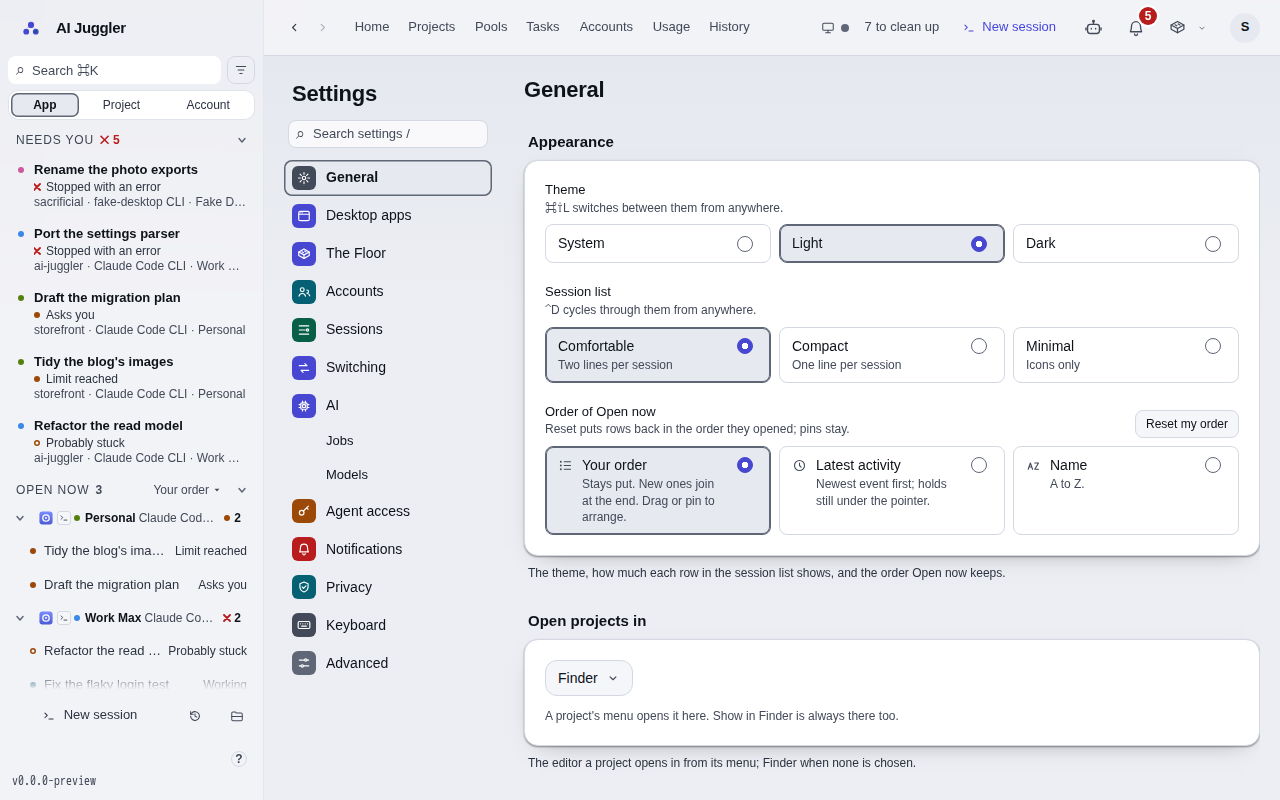 AI Juggler
Search ⌘K
App
Project
Account
NEEDS YOU 5
Rename the photo exports
Stopped with an error
sacrificial · fake-desktop CLI · Fake D…
Port the settings parser
Stopped with an error
ai-juggler · Claude Code CLI · Work …
Draft the migration plan
Asks you
storefront · Claude Code CLI · Personal
Tidy the blog's images
Limit reached
storefront · Claude Code CLI · Personal
Refactor the read model
Probably stuck
ai-juggler · Claude Code CLI · Work …
OPEN NOW 3 Your order
Personal Claude Cod… 2
Tidy the blog's ima… Limit reached
Draft the migration plan Asks you
Work Max Claude Co… 2
Refactor the read … Probably stuck
Fix the flaky login test Working
New session
?
v0.0.0-preview
Home
Projects
Pools
Tasks
Accounts
Usage
History
7 to clean up
New session
5
S
Settings
Search settings /
General
Desktop apps
The Floor
Accounts
Sessions
Switching
AI
Jobs
Models
Agent access
Notifications
Privacy
Keyboard
Advanced
General
Appearance
Theme
⌘⇧L switches between them from anywhere.
System
Light
Dark
Session list
^D cycles through them from anywhere.
Comfortable
Two lines per session
Compact
One line per session
Minimal
Icons only
Order of Open now
Reset puts rows back in the order they opened; pins stay.
Reset my order
Your order
Stays put. New ones join
at the end. Drag or pin to
arrange.
Latest activity
Newest event first; holds
still under the pointer.
AZ
Name
A to Z.
The theme, how much each row in the session list shows, and the order Open now keeps.
Open projects in
Finder
A project's menu opens it here. Show in Finder is always there too.
The editor a project opens in from its menu; Finder when none is chosen.